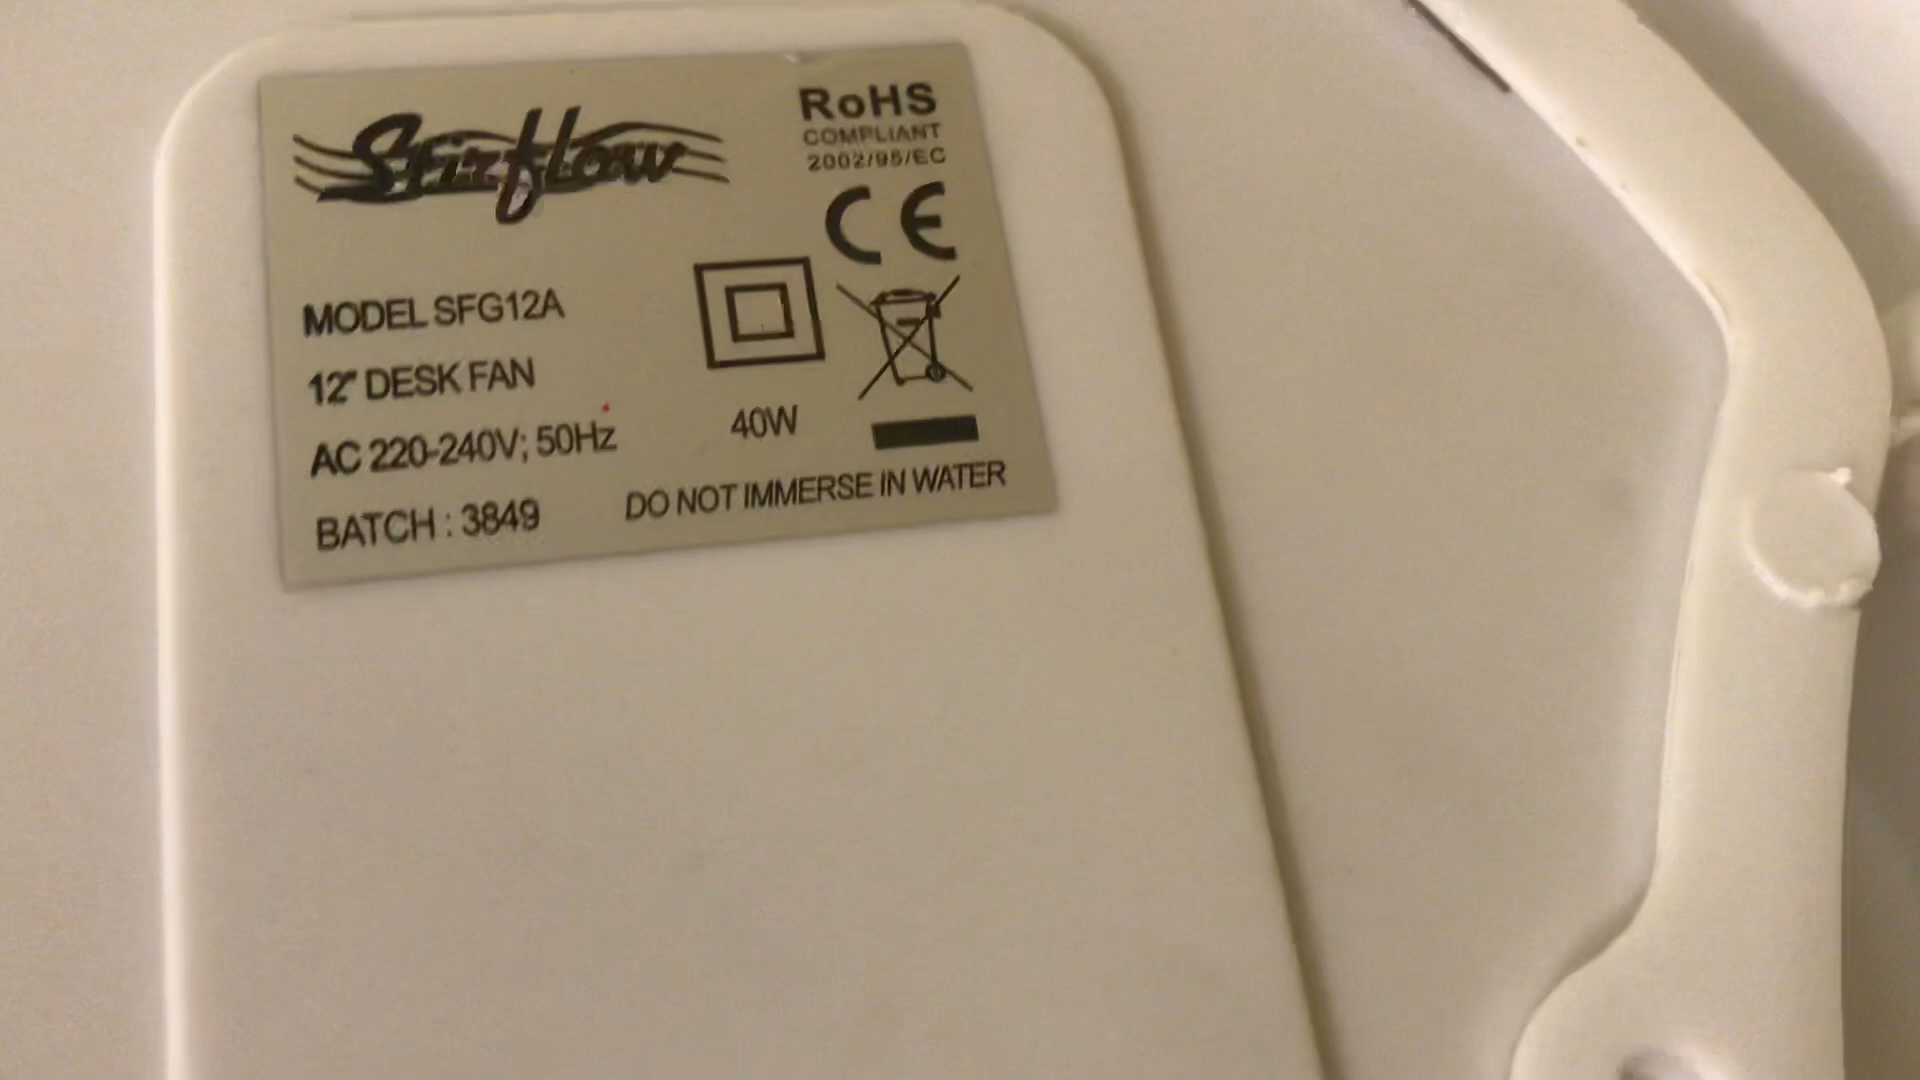 Stirflow
RoHS
COMPLIANT
2002/95/EC
CE
MODEL SFG12A
12" DESK FAN
AC 220-240V; 50Hz
40W
BATCH : 3849
DO NOT IMMERSE IN WATER